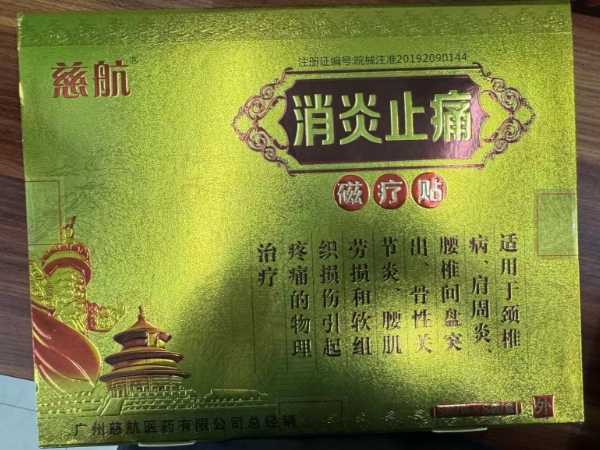 注册证编号:皖械注准20192090144
慈航
消炎止痛
磁疗贴
适用于颈椎
病、肩周炎、
腰椎间盘突
出、骨性关
节炎、腰肌
劳损和软组
织损伤引起
疼痛的物理
治疗
外
广州慈航医药有限公司总经销